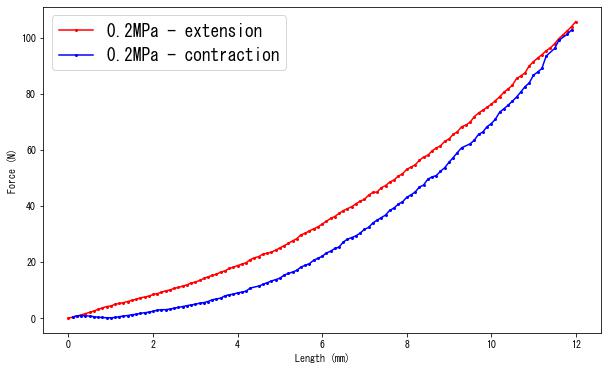 0.2MPa - extension
0.2MPa - contraction
Force (N)
100
80
60
40
20
0
0 2 4 6 8 10 12
Length (mm)